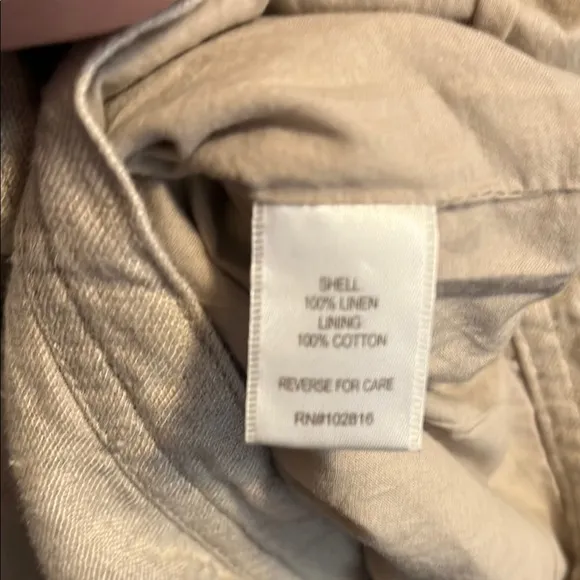 SHELL
100% LINEN
LINING
100% COTTON
REVERSE FOR CARE
RN#102816